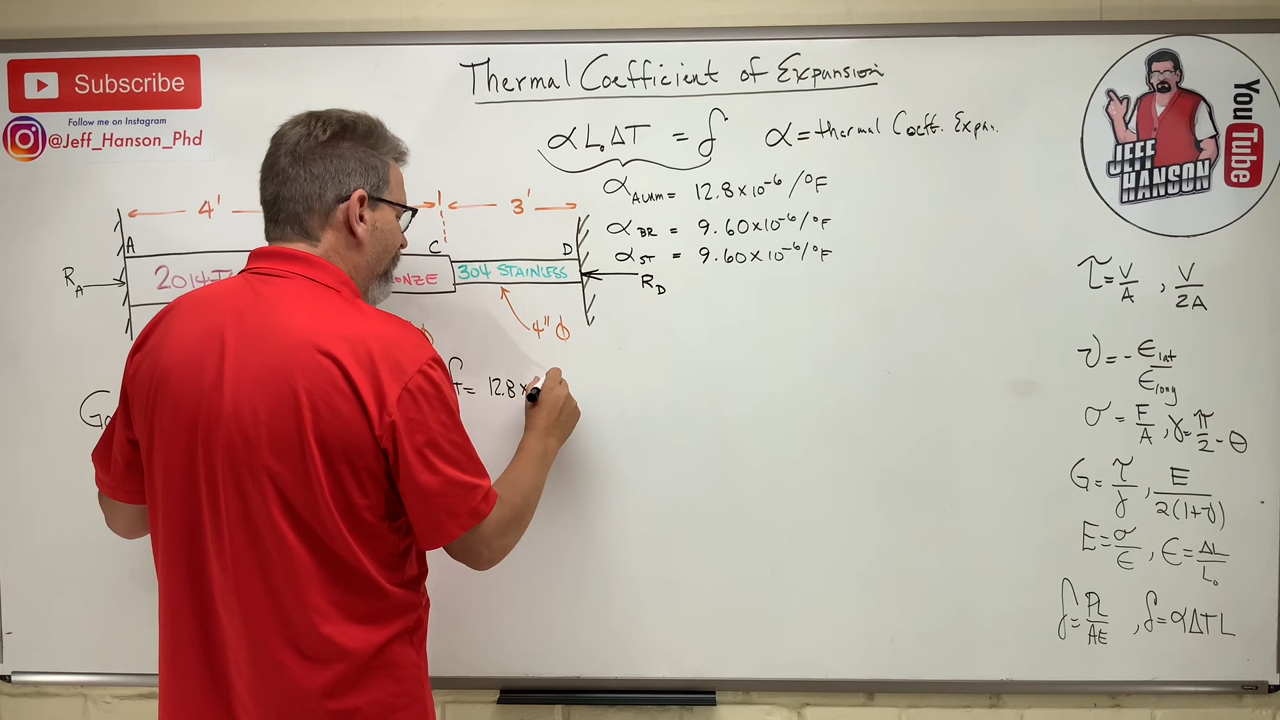 Subscribe
Follow me on Instagram
@Jeff_Hanson_Phd
Thermal Coefficient of Expansion
αL₀ΔT = δ
α = thermal Coeff. Expan.
α_ALUM = 12.8×10⁻⁶/°F
α_BR = 9.60×10⁻⁶/°F
α_ST = 9.60×10⁻⁶/°F
4'
3'
A
C
D
R_A
2014-T
ONZE
304 STAINLESS
R_D
4" ϕ
ϕ
= 12.8×
JEFF
HANSON
YouTube
τ = V/A , V/2A
ν = - ε_lat/ε_long
σ = F/A , γ = π/2 - θ
G = τ/γ , E/2(1+ν)
E = σ/ε , ε = ΔL/L₀
δ = PL/AE , δ = αΔTL